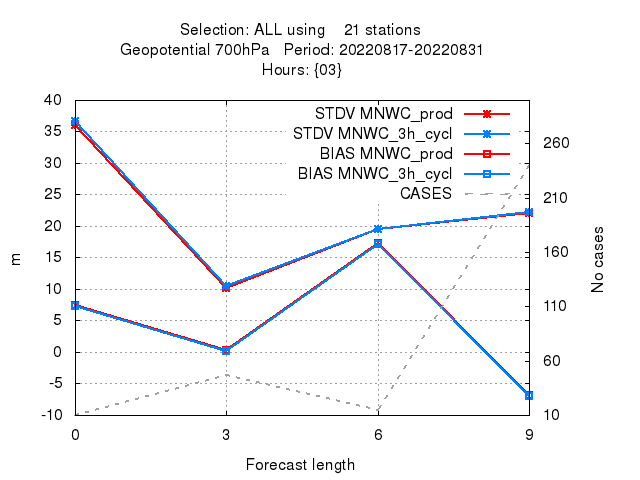 Selection: ALL using    21 stations
Geopotential 700hPa   Period: 20220817-20220831
Hours: {03}
STDV MNWC_prod
STDV MNWC_3h_cycl
BIAS MNWC_prod
BIAS MNWC_3h_cycl
CASES
40
35
30
25
20
15
10
5
0
-5
-10
m
260
210
160
110
60
10
No cases
0 3 6 9
Forecast length